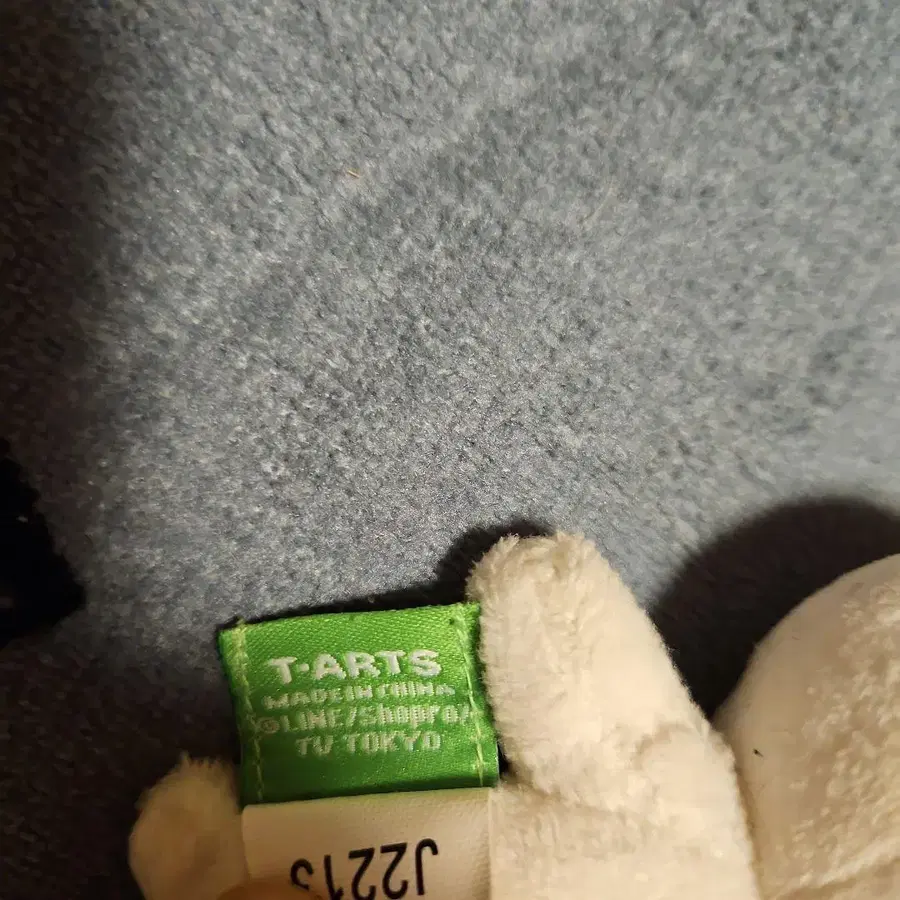 T·ARTS
MADE IN CHINA
©LINE/shopro/
TV TOKYO
J221